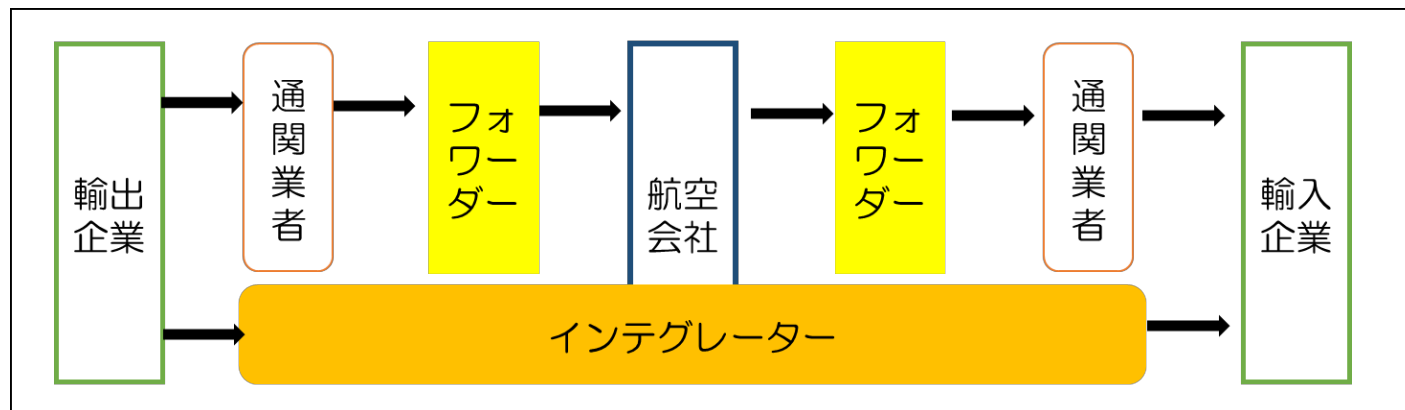 輸出
企業
通関業者
フォワーダー
航空
会社
フォワーダー
通関業者
輸入
企業
インテグレーター